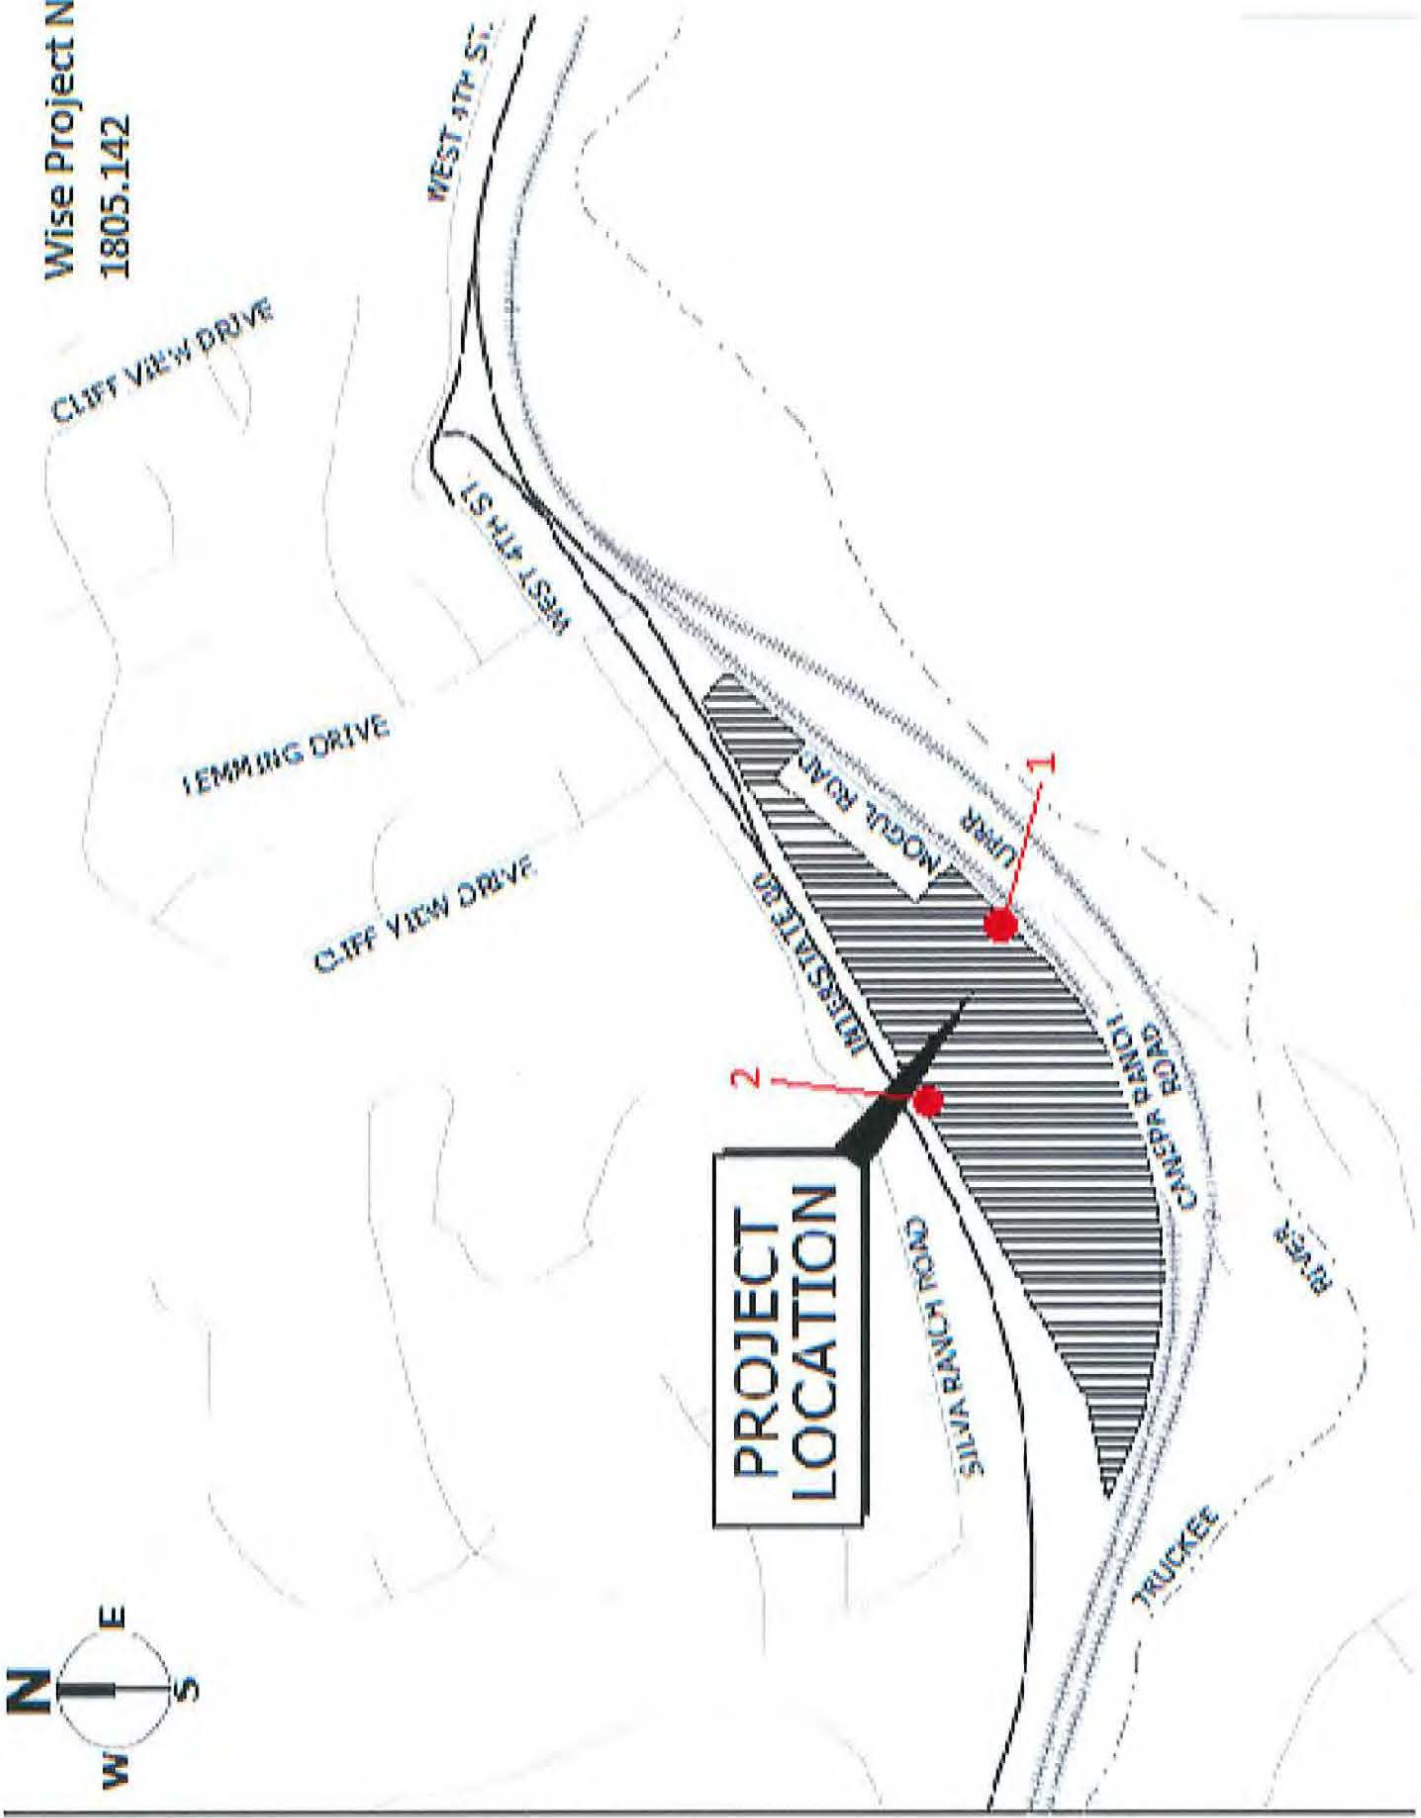 N
W
E
S
Wise Project N
1805.142
CLIFF VIEW DRIVE
LEMMING DRIVE
CLIFF VIEW DRIVE
WEST 4TH ST.
WEST 4TH ST.
INTERSTATE 80
MOGUL ROAD
UPRR
1
2
PROJECT
LOCATION
SILVA RANCH ROAD
CANEPA RANCH
ROAD
TRUCKEE
RIVER